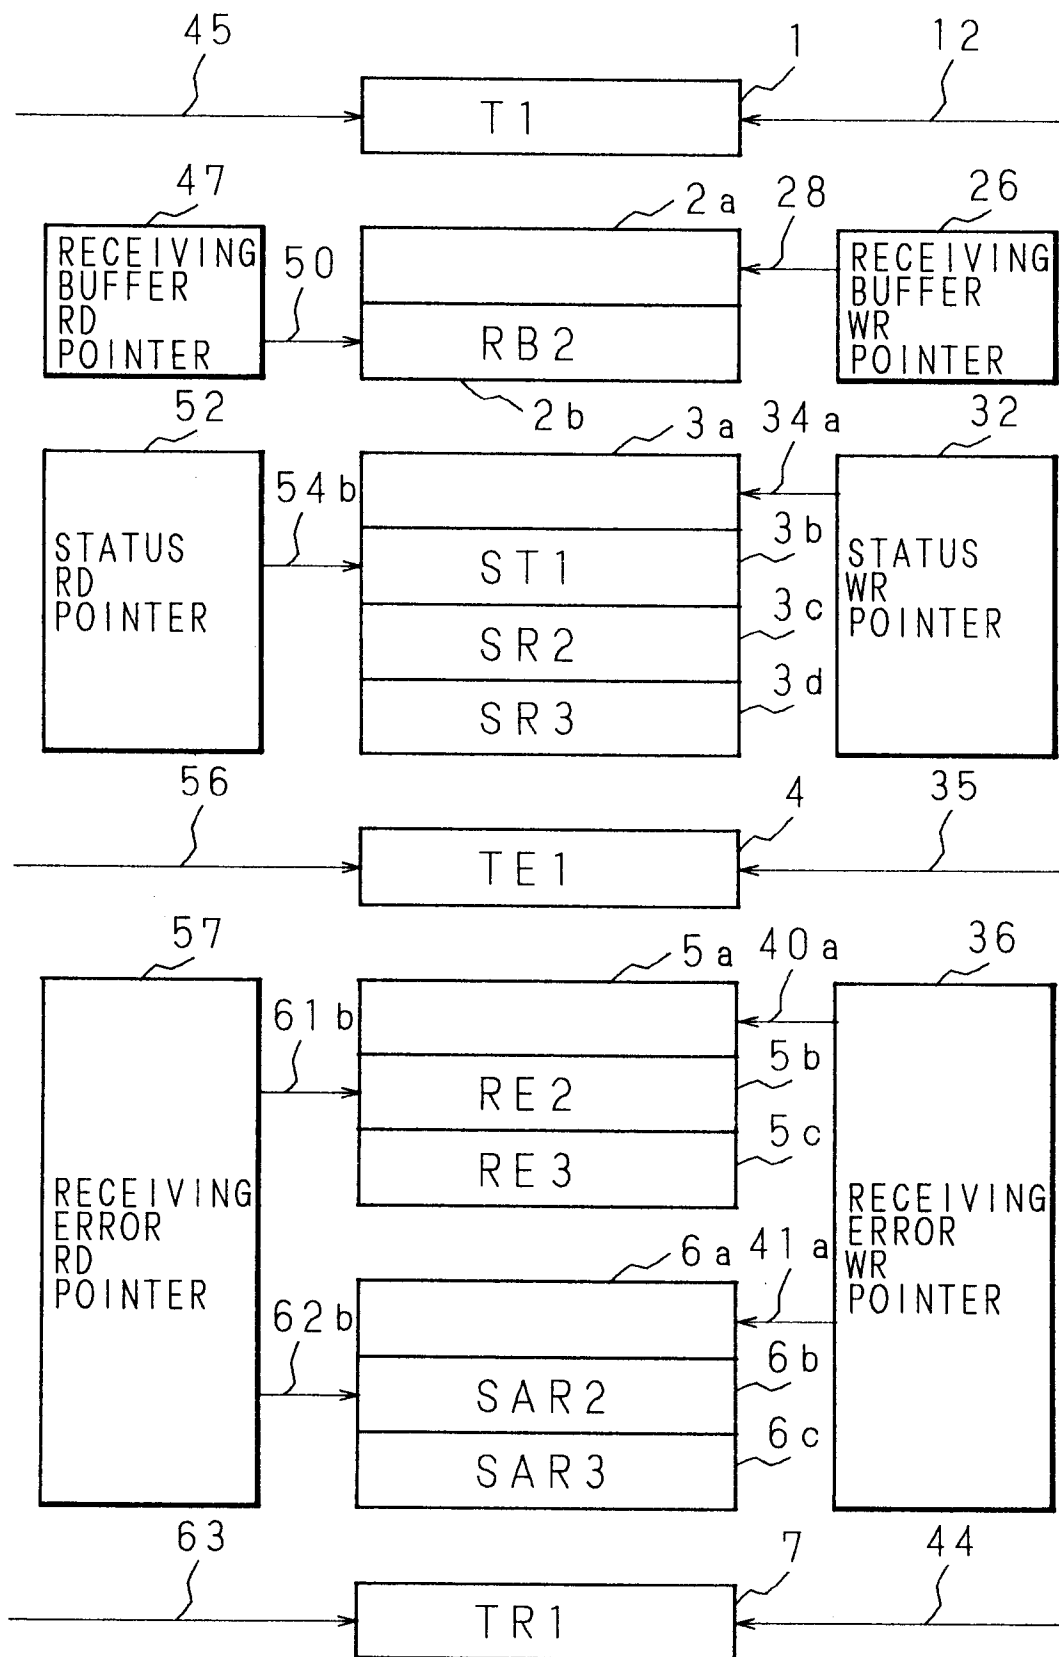 45
1
12
T1
47
2a
28
26
RECEIVING
BUFFER
RD
POINTER
50
RB2
RECEIVING
BUFFER
WR
POINTER
52
2b
3a
34a
32
STATUS
RD
POINTER
54b
ST1
3b
SR2
3c
SR3
3d
STATUS
WR
POINTER
56
4
35
TE1
57
5a
40a
36
61b
RE2
5b
RE3
5c
RECEIVING
ERROR
RD
POINTER
RECEIVING
ERROR
WR
POINTER
6a
41a
62b
SAR2
6b
SAR3
6c
63
7
44
TR1